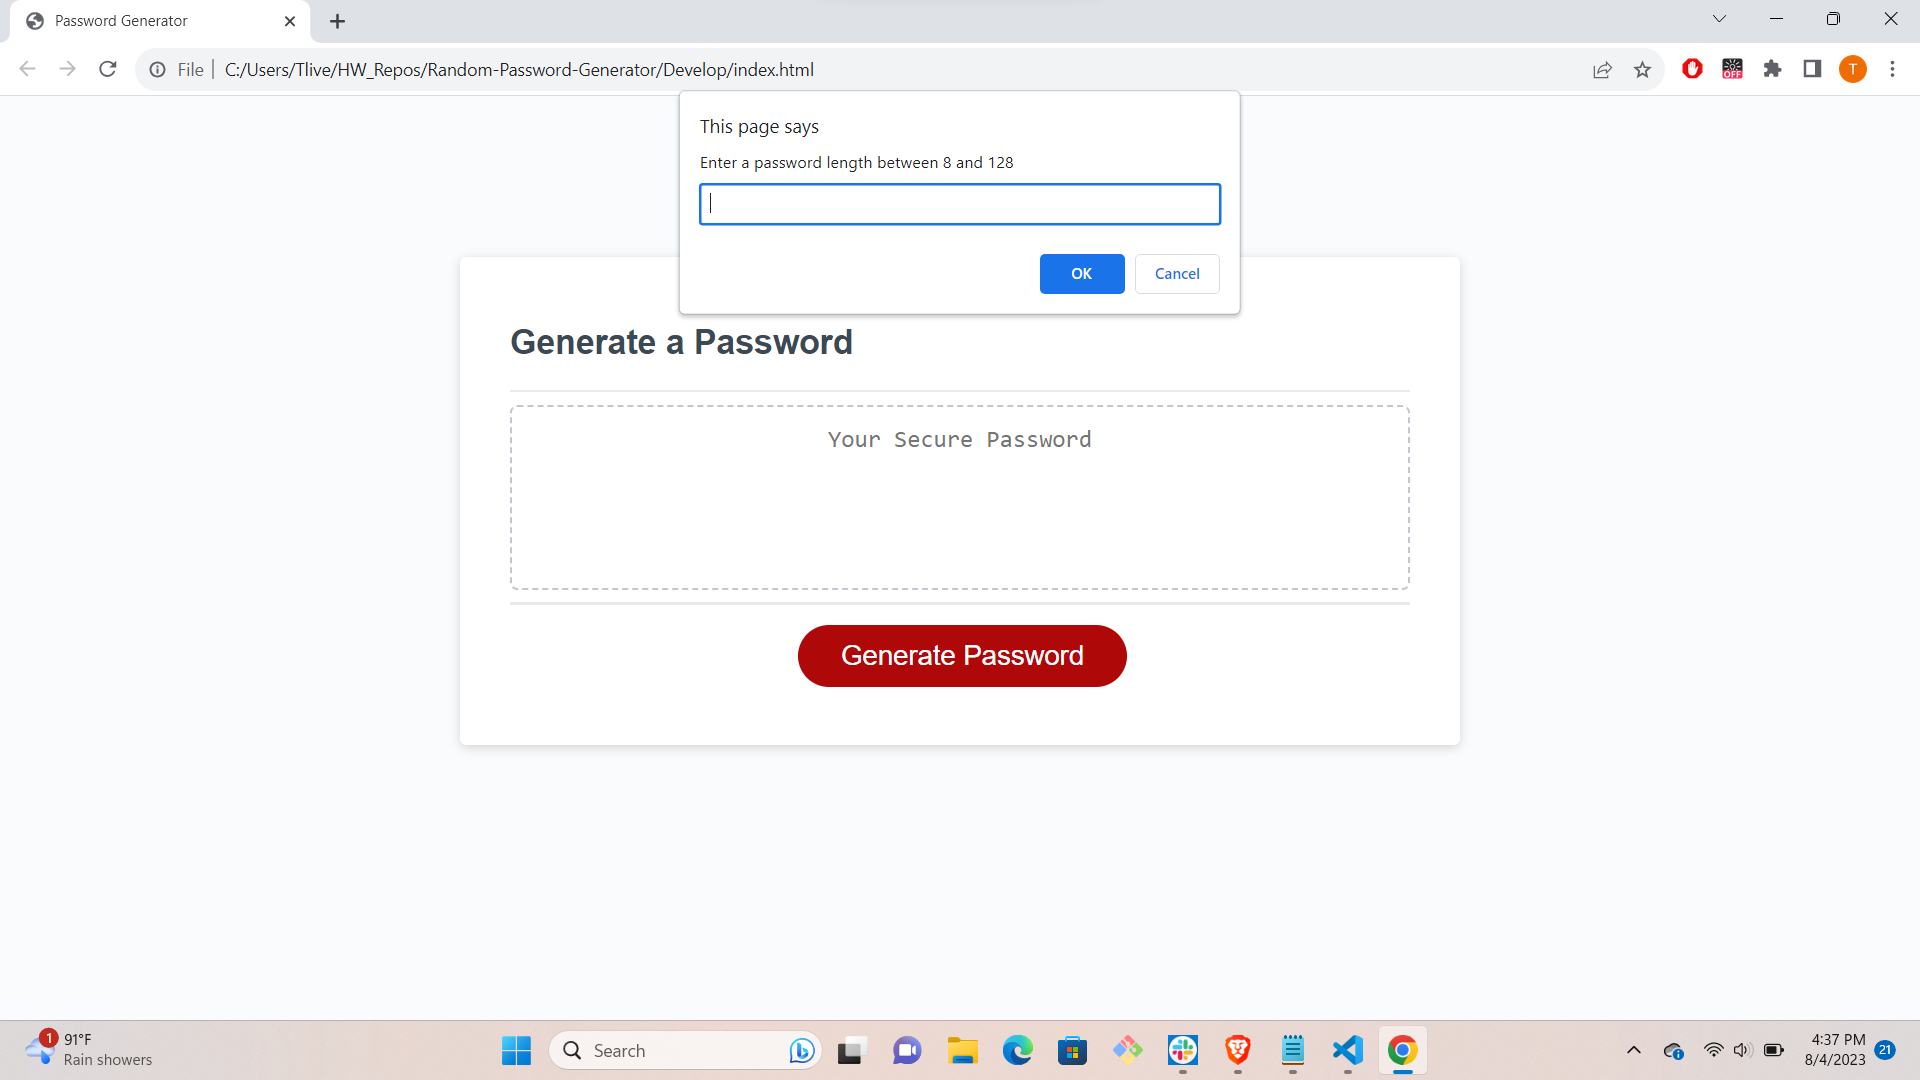 Password Generator
File
C:/Users/Tlive/HW_Repos/Random-Password-Generator/Develop/index.html
OFF
T
This page says
Enter a password length between 8 and 128
OK
Cancel
Generate a Password
Your Secure Password
Generate Password
1
91°F
Rain showers
Search
4:37 PM
8/4/2023
21